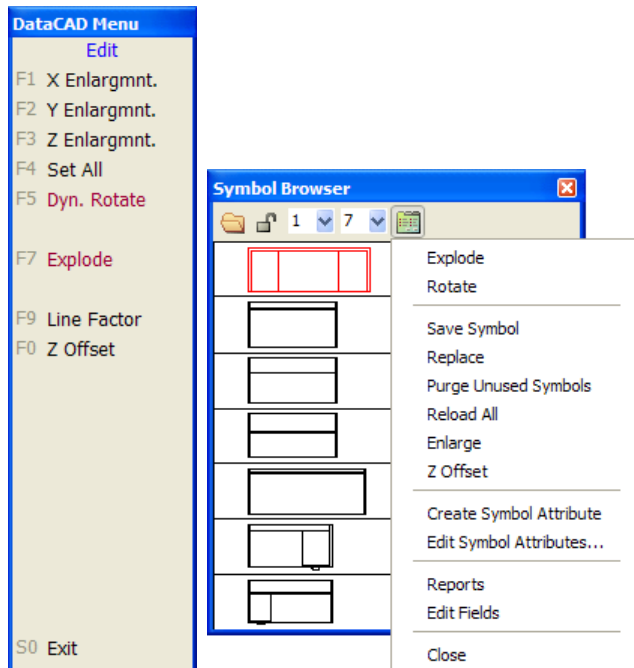 DataCAD Menu
Edit
F1 X Enlargmnt.
F2 Y Enlargmnt.
F3 Z Enlargmnt.
F4 Set All
F5 Dyn. Rotate
F7 Explode
F9 Line Factor
F0 Z Offset
S0 Exit
Symbol Browser
1 7
Explode
Rotate
Save Symbol
Replace
Purge Unused Symbols
Reload All
Enlarge
Z Offset
Create Symbol Attribute
Edit Symbol Attributes...
Reports
Edit Fields
Close